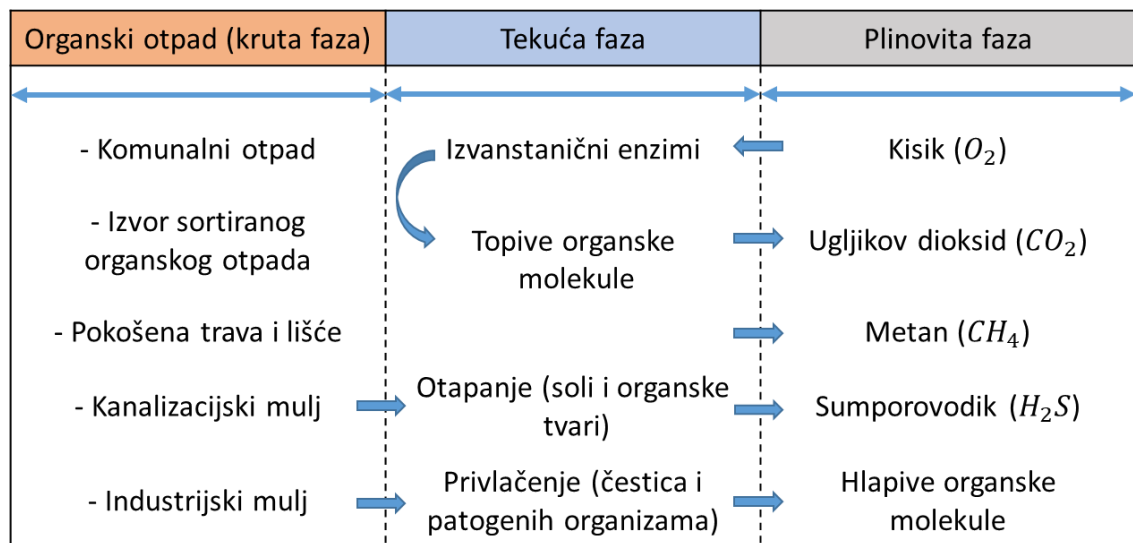 Organski otpad (kruta faza)
Tekuća faza
Plinovita faza
- Komunalni otpad
Izvanstanični enzimi
Kisik (O₂)
- Izvor sortiranog
organskog otpada
Topive organske
molekule
Ugljikov dioksid (CO₂)
- Pokošena trava i lišće
Metan (CH₄)
- Kanalizacijski mulj
Otapanje (soli i organske
tvari)
Sumporovodik (H₂S)
- Industrijski mulj
Privlačenje (čestica i
patogenih organizama)
Hlapive organske
molekule